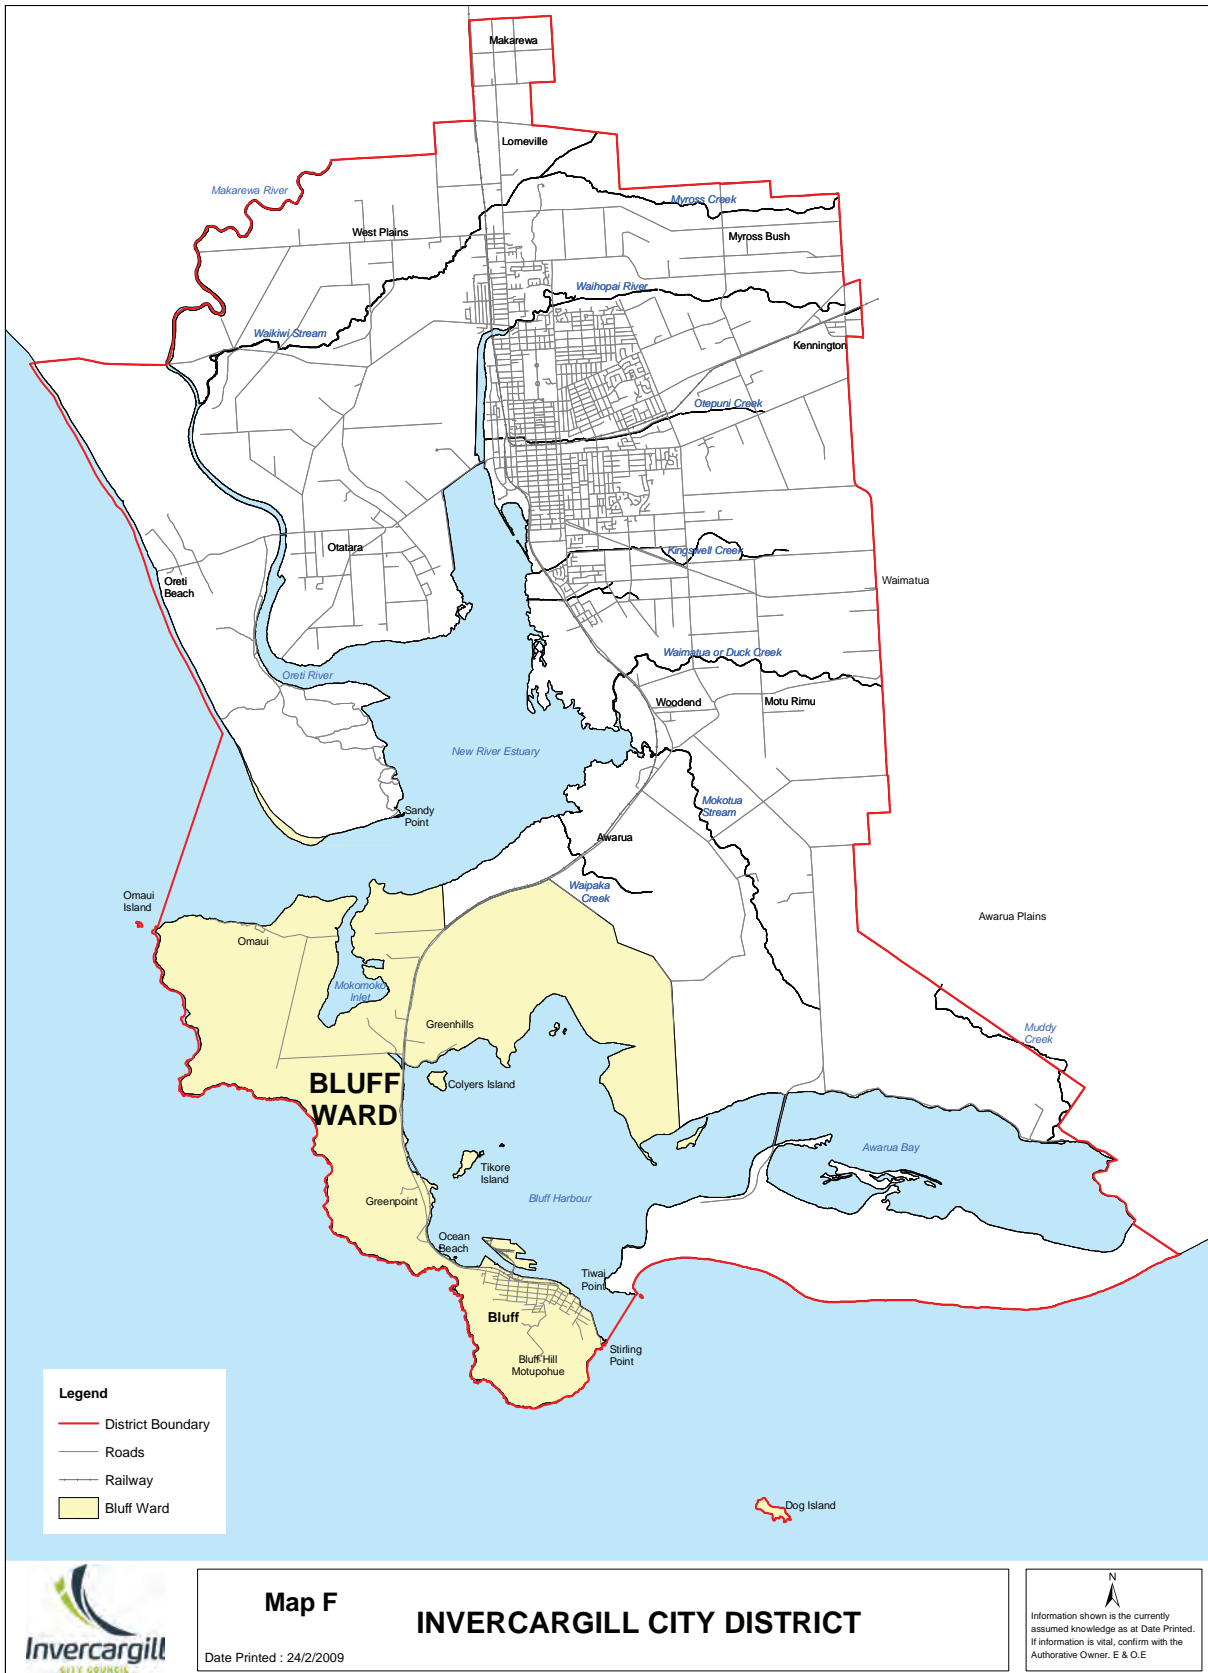 Makarewa
Lorneville
Makarewa River
Myross Creek
West Plains
Myross Bush
Waihopai River
Waikiwi Stream
Kennington
Otepuni Creek
Otatara
Kingswell Creek
Oreti
Beach
Waimatua
Waimatua or Duck Creek
Oreti River
Woodend
Motu Rimu
New River Estuary
Mokotua
Stream
Sandy
Point
Awarua
Waipaka
Creek
Omaui
Island
Awarua Plains
Omaui
Mokomoko
Inlet
Greenhills
Muddy
Creek
BLUFF
WARD
Colyers Island
Awarua Bay
Tikore
Island
Greenpoint
Bluff Harbour
Ocean
Beach
Tiwai
Point
Bluff
Stirling
Point
Bluff Hill
Motupohue
Legend
District Boundary
Roads
Railway
Bluff Ward
Dog Island
Invercargill
CITY COUNCIL
Map F
INVERCARGILL CITY DISTRICT
Date Printed : 24/2/2009
N
Information shown is the currently
assumed knowledge as at Date Printed.
If information is vital, confirm with the
Authorative Owner. E & O.E